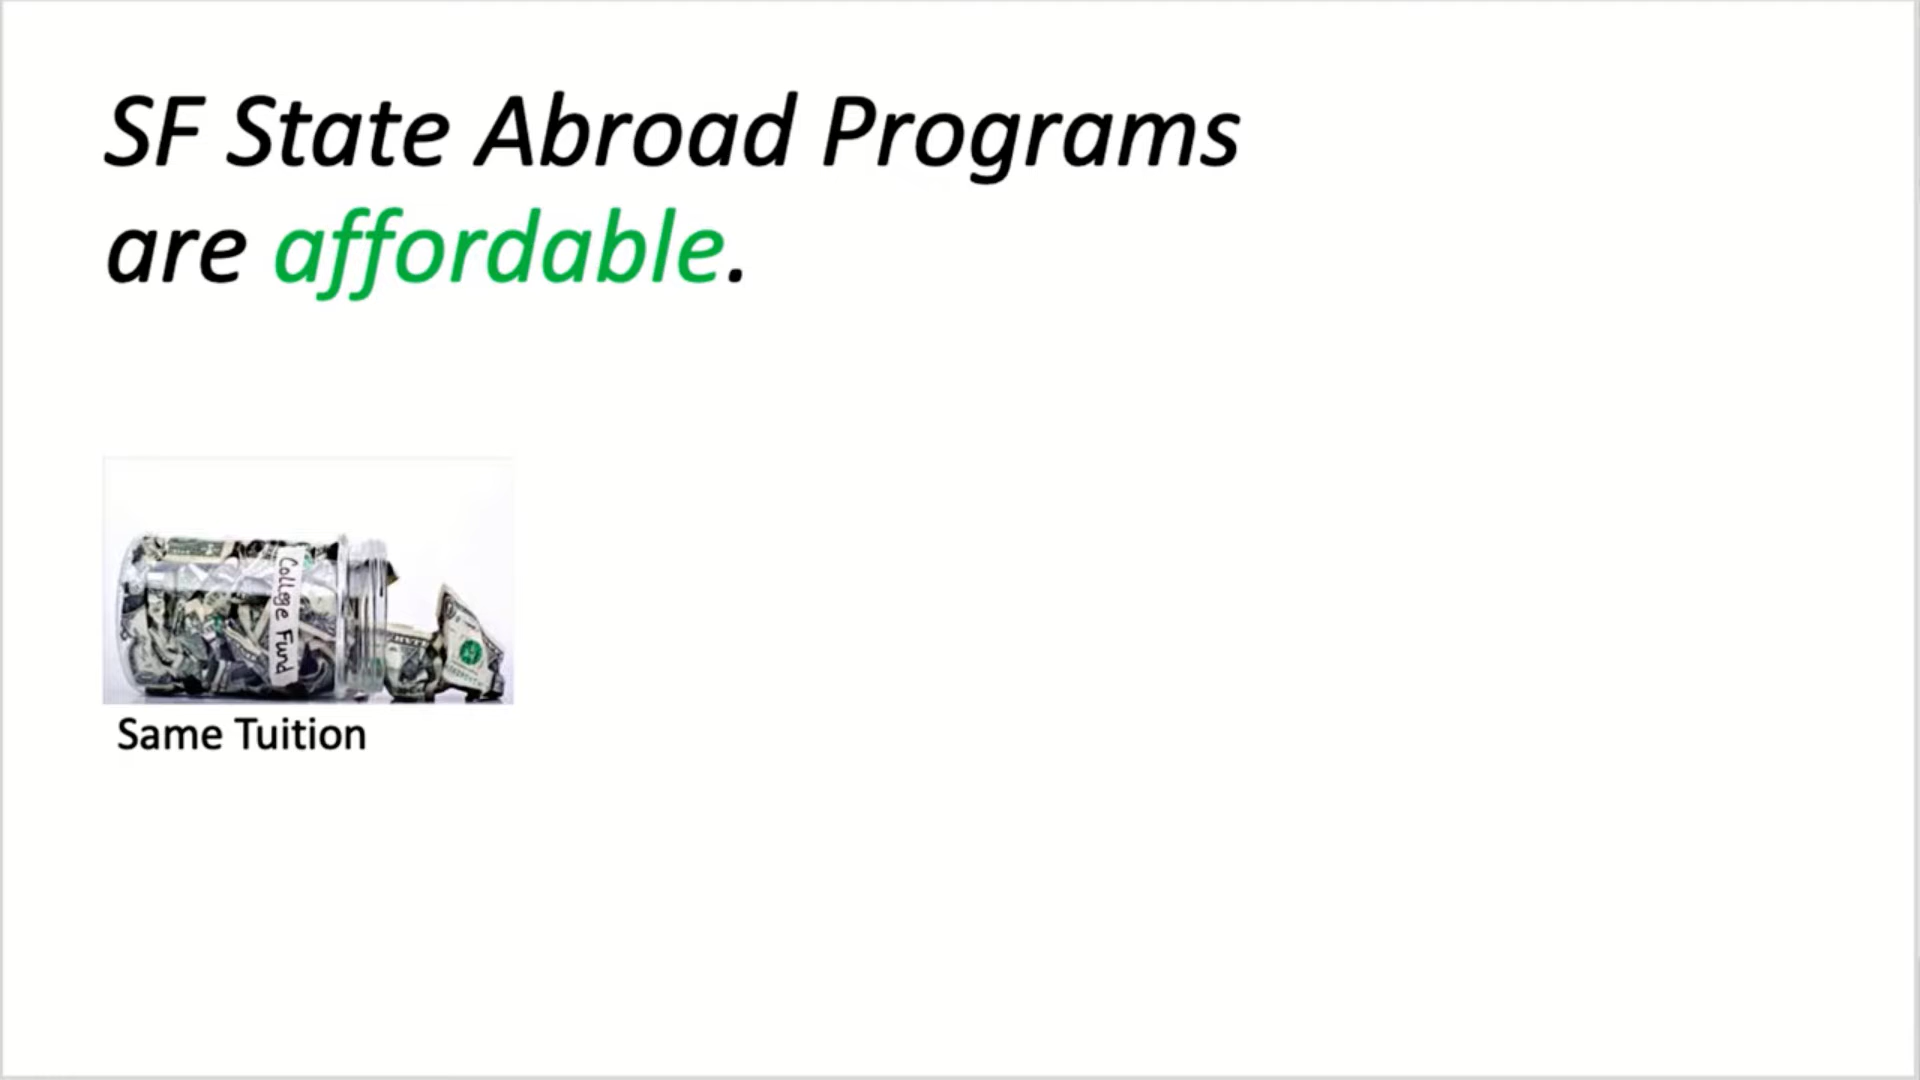 SF State Abroad Programs
are affordable.
College Fund
Same Tuition